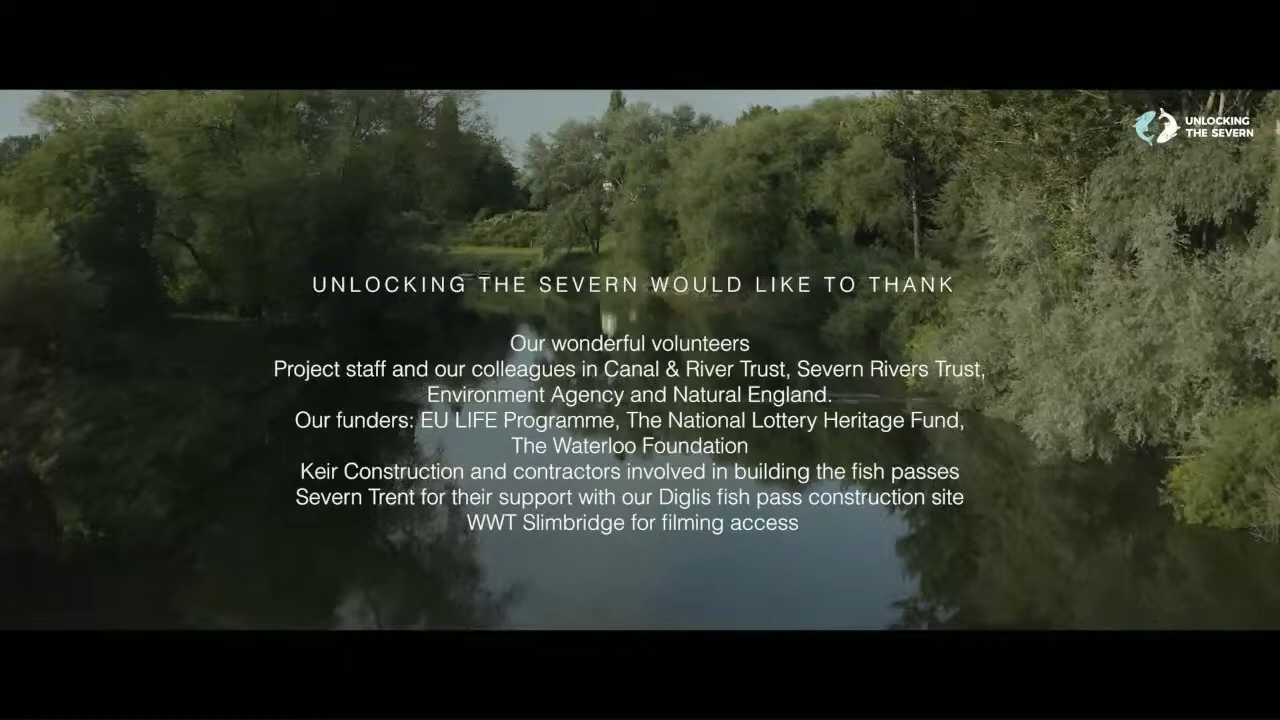 UNLOCKING
THE SEVERN
UNLOCKING THE SEVERN WOULD LIKE TO THANK
Our wonderful volunteers
Project staff and our colleagues in Canal & River Trust, Severn Rivers Trust,
Environment Agency and Natural England.
Our funders: EU LIFE Programme, The National Lottery Heritage Fund,
The Waterloo Foundation
Keir Construction and contractors involved in building the fish passes
Severn Trent for their support with our Diglis fish pass construction site
WWT Slimbridge for filming access